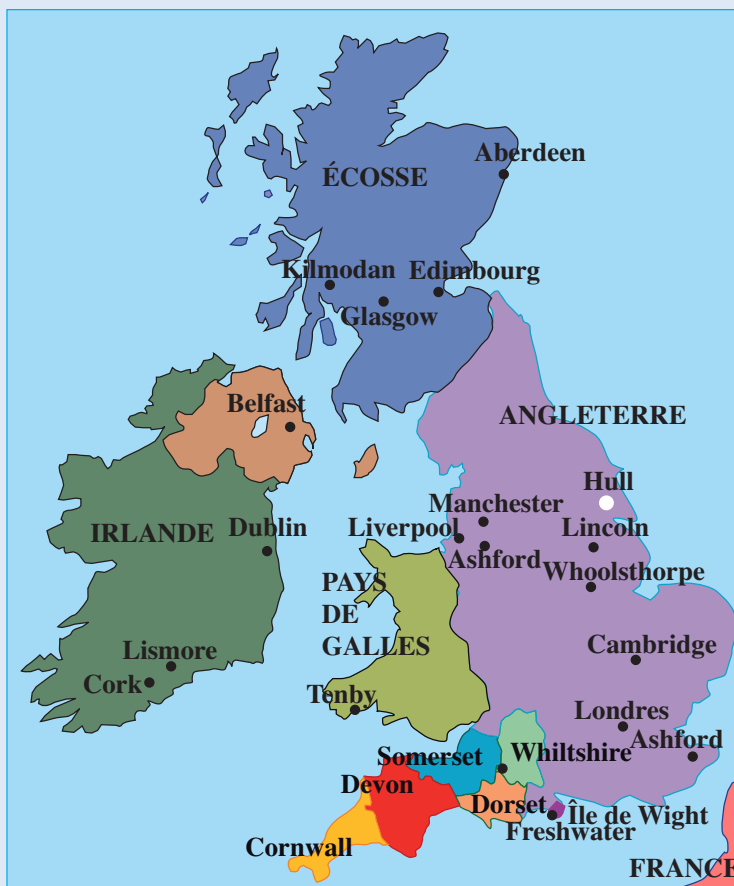 Aberdeen
ÉCOSSE
Kilmodan
Edimbourg
Glasgow
Belfast
ANGLETERRE
Hull
Manchester
IRLANDE
Dublin
Liverpool
Lincoln
Ashford
Whoolsthorpe
PAYS
DE
GALLES
Lismore
Cambridge
Cork
Tenby
Londres
Ashford
Somerset
Whiltshire
Devon
Dorset
Île de Wight
Freshwater
Cornwall
FRANCE